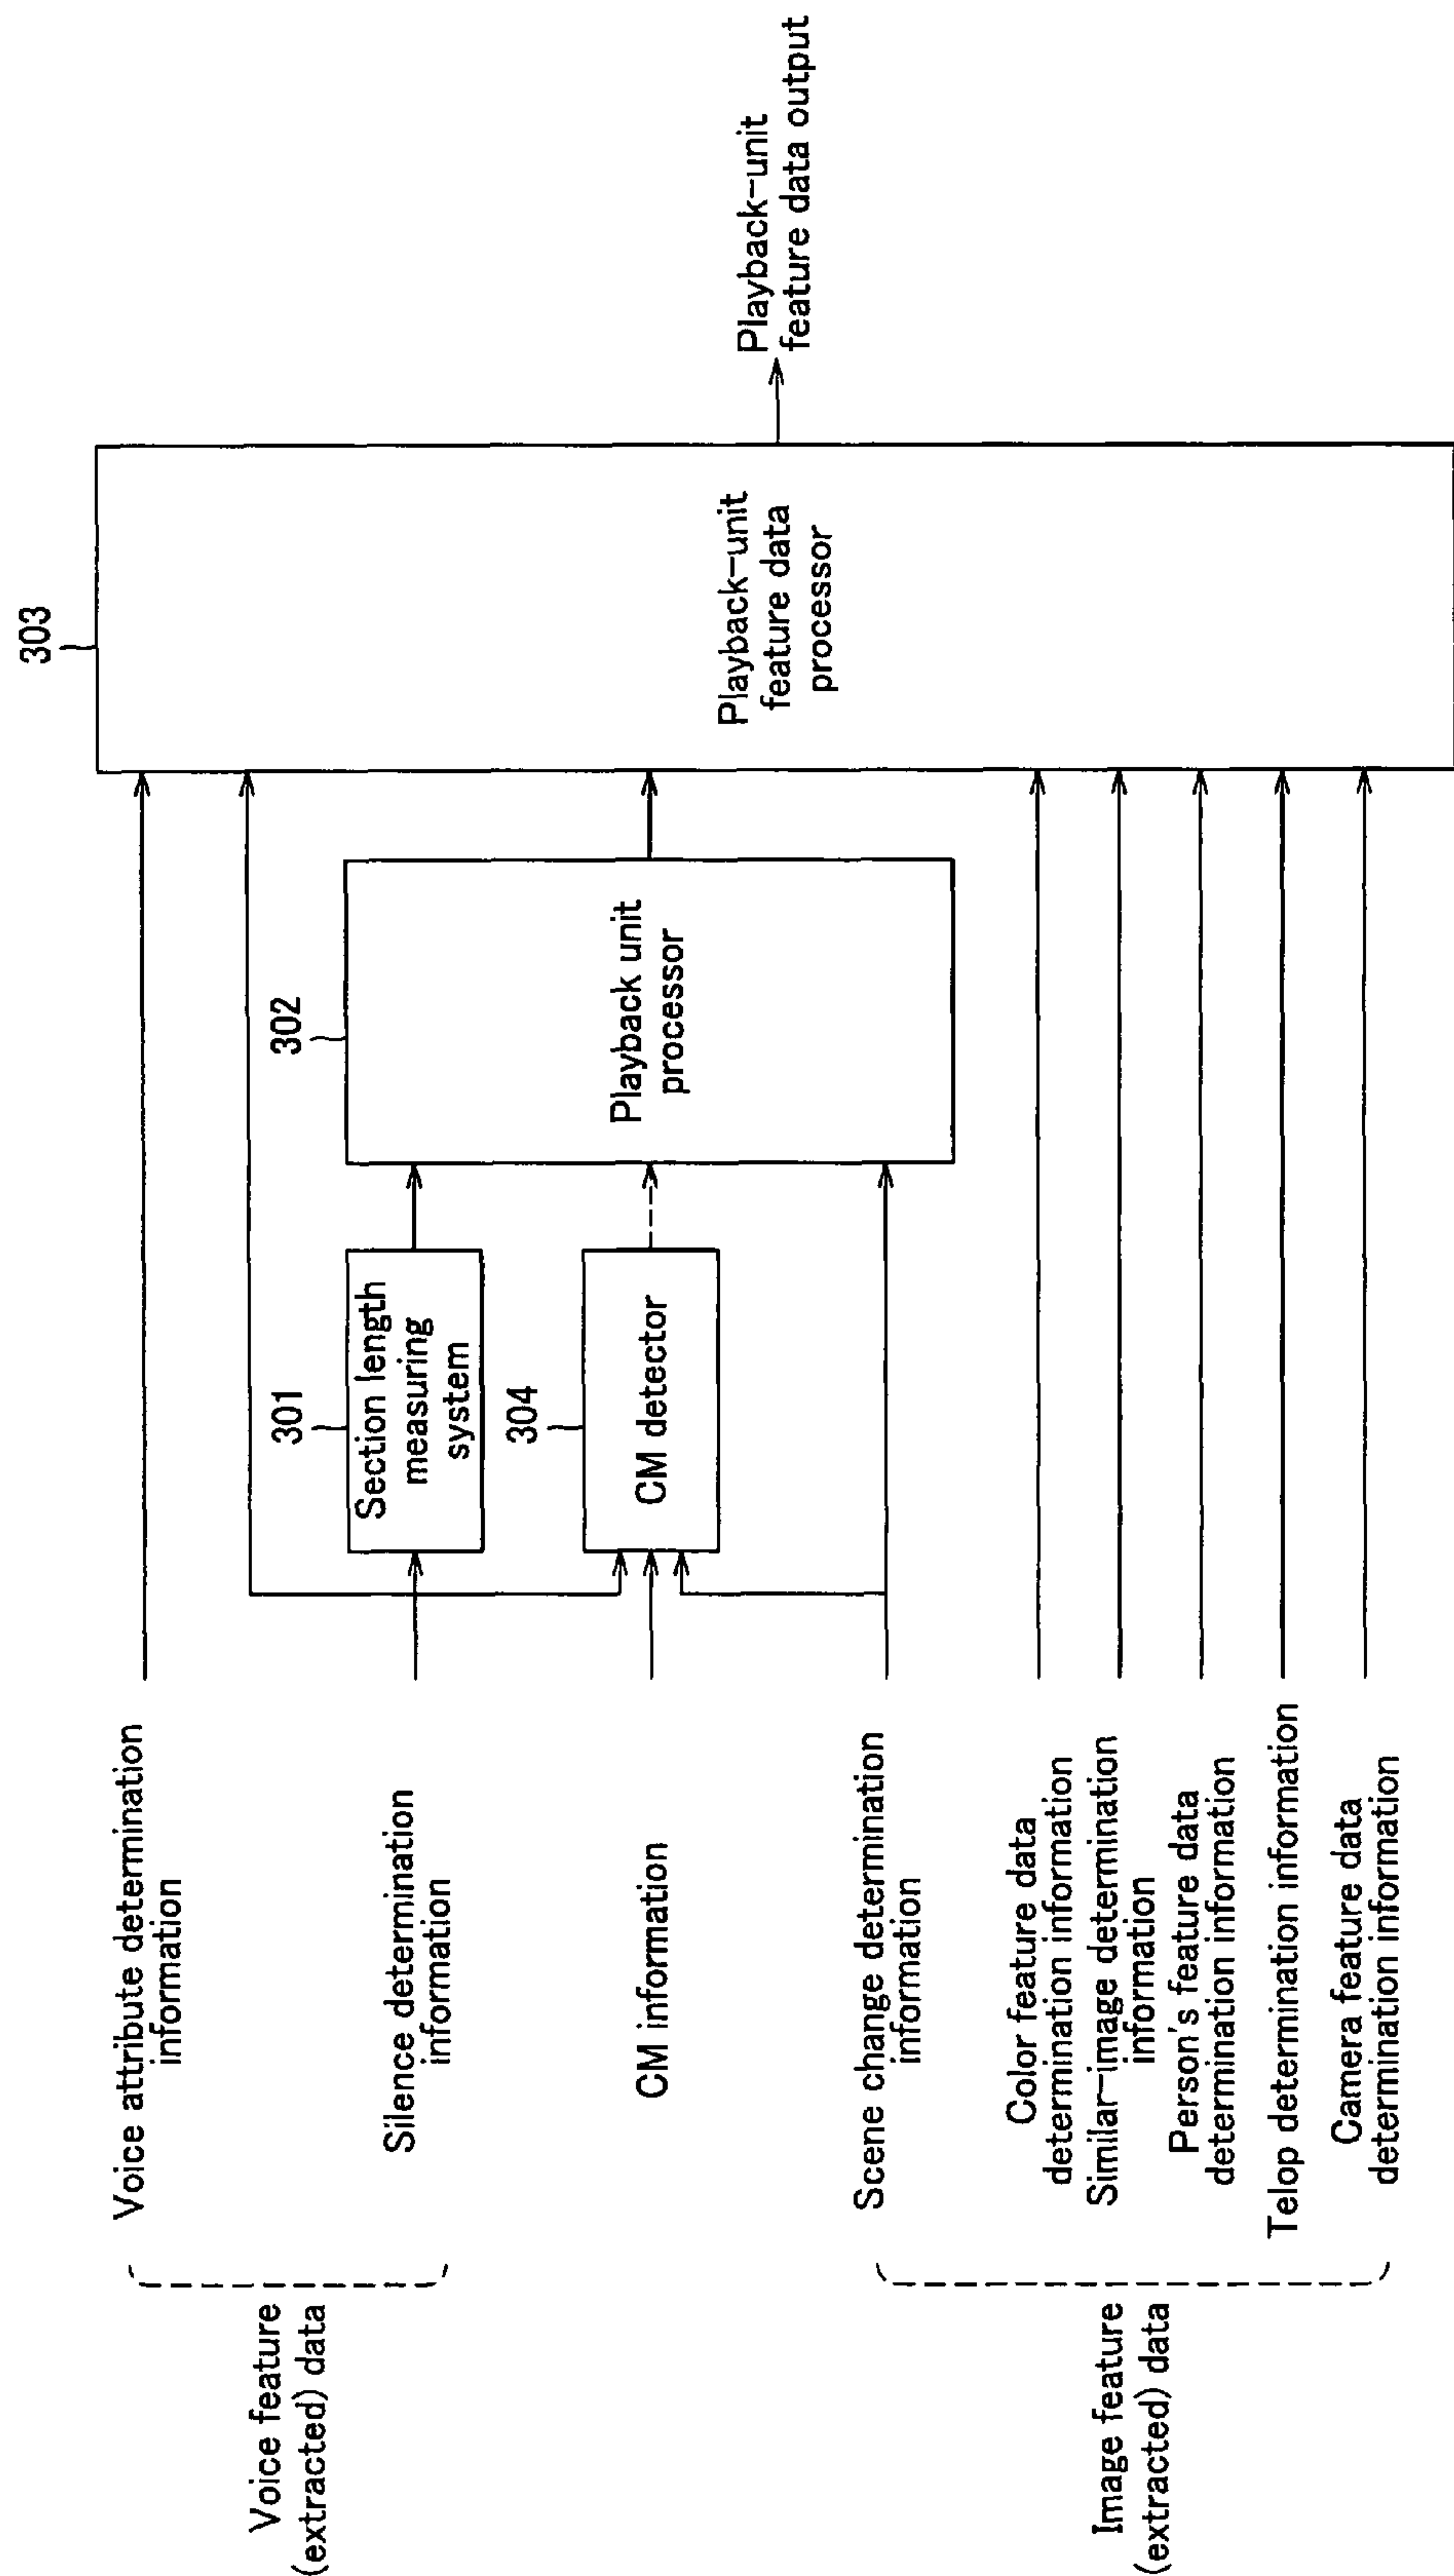 Voice feature
(extracted) data
Voice attribute determination
information
Silence determination
information
CM information
Image feature
(extracted) data
Scene change determination
information
Color feature data
determination information
Similar-image determination
information
Person's feature data
determination information
Telop determination information
Camera feature data
determination information
301
Section length
measuring
system
304
CM detector
302
Playback unit
processor
303
Playback-unit
feature data
processor
Playback-unit
feature data output